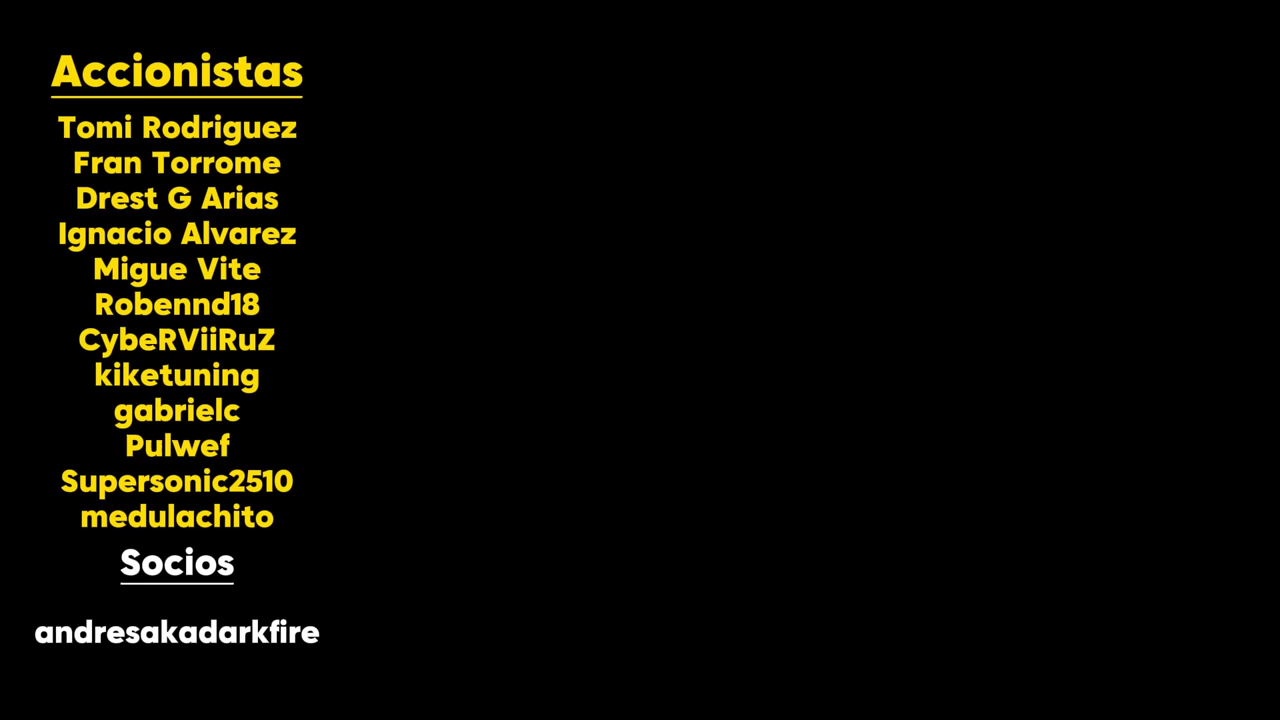 Accionistas
Tomi Rodriguez
Fran Torrome
Drest G Arias
Ignacio Alvarez
Migue Vite
Robennd18
CybeRViiRuZ
kiketuning
gabrielc
Pulwef
Supersonic2510
medulachito
Socios
andresakadarkfire